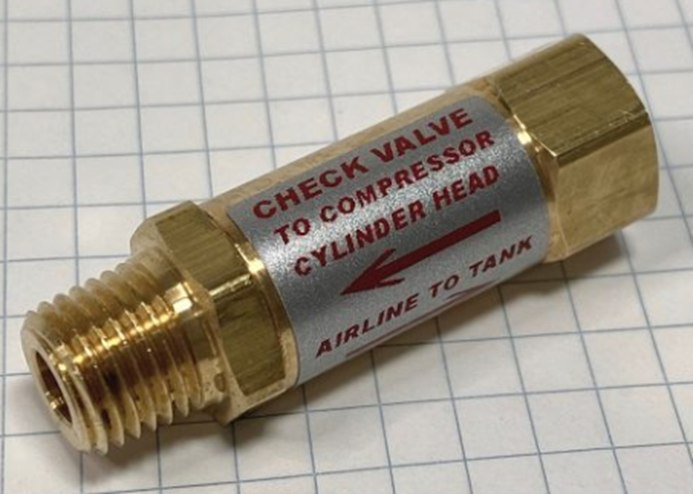 CHECK VALVE
TO COMPRESSOR
CYLINDER HEAD
AIRLINE TO TANK